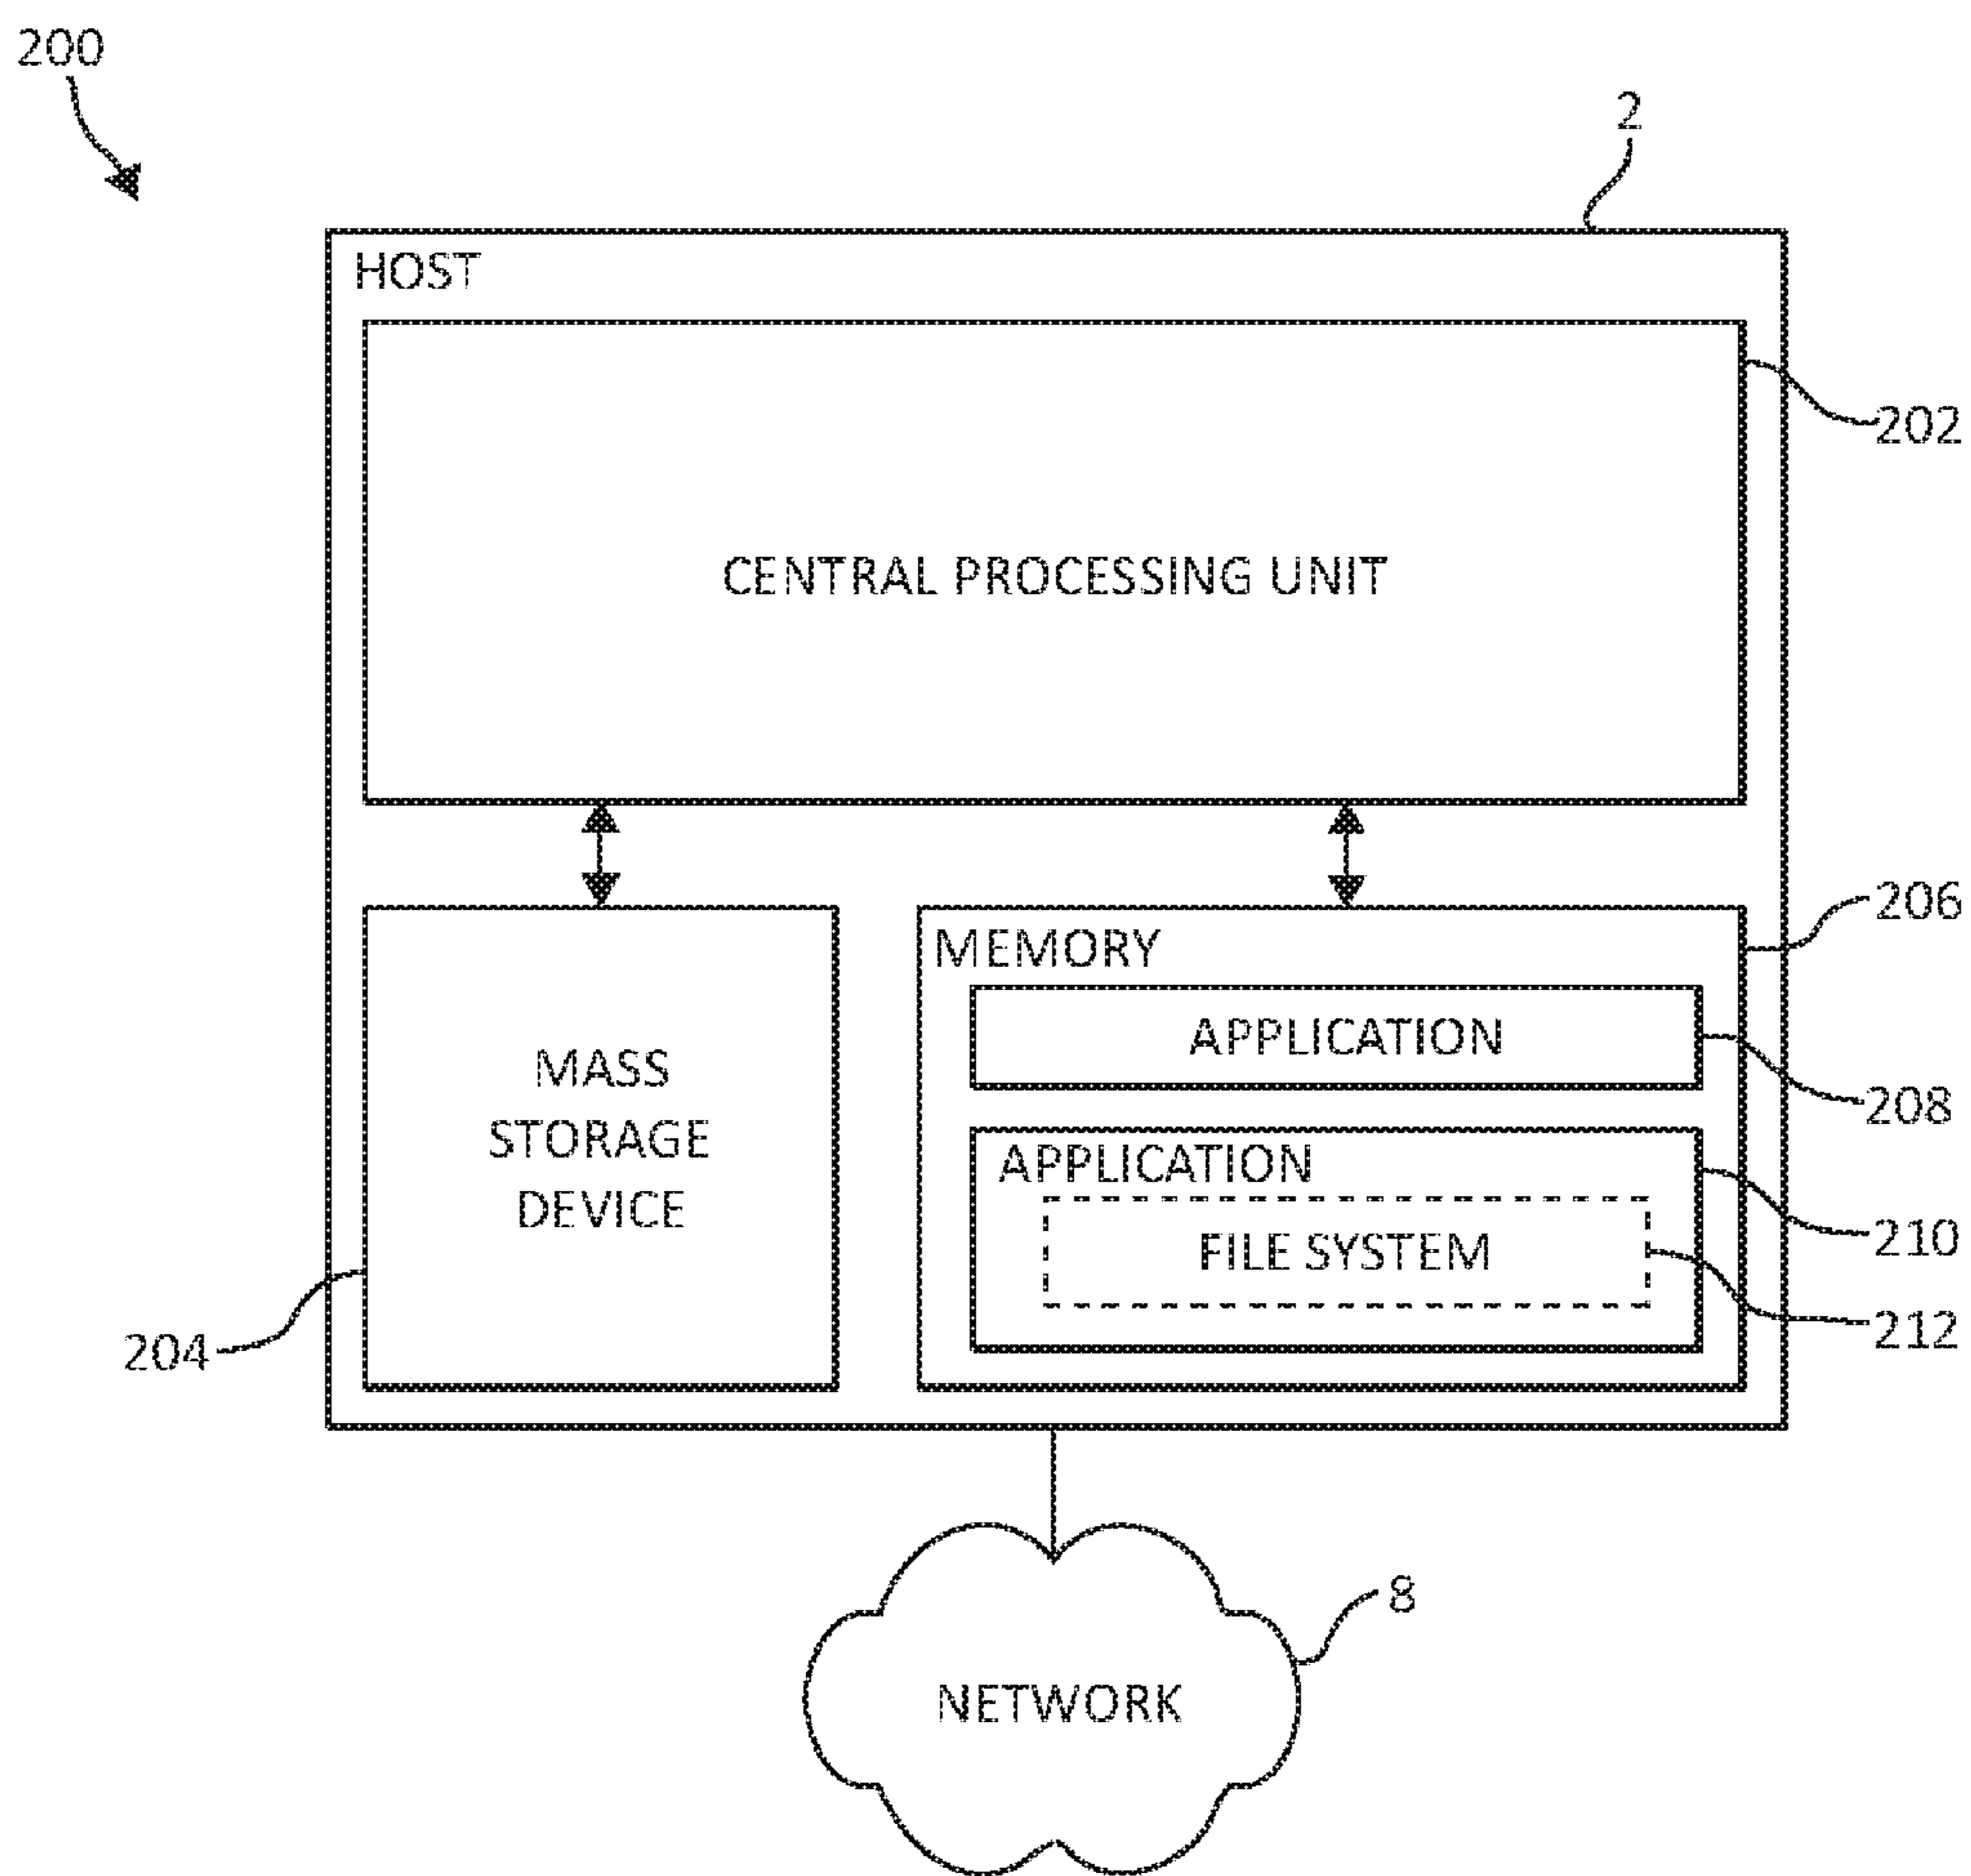 200
2
HOST
202
CENTRAL PROCESSING UNIT
206
MEMORY
APPLICATION
208
MASS
STORAGE
DEVICE
APPLICATION
210
FILE SYSTEM
212
204
8
NETWORK